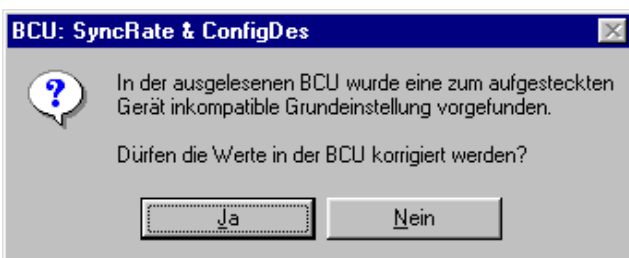 BCU: SyncRate & ConfigDes
In der ausgelesenen BCU wurde eine zum aufgesteckten
Gerät inkompatible Grundeinstellung vorgefunden.
Dürfen die Werte in der BCU korrigiert werden?
Ja
Nein